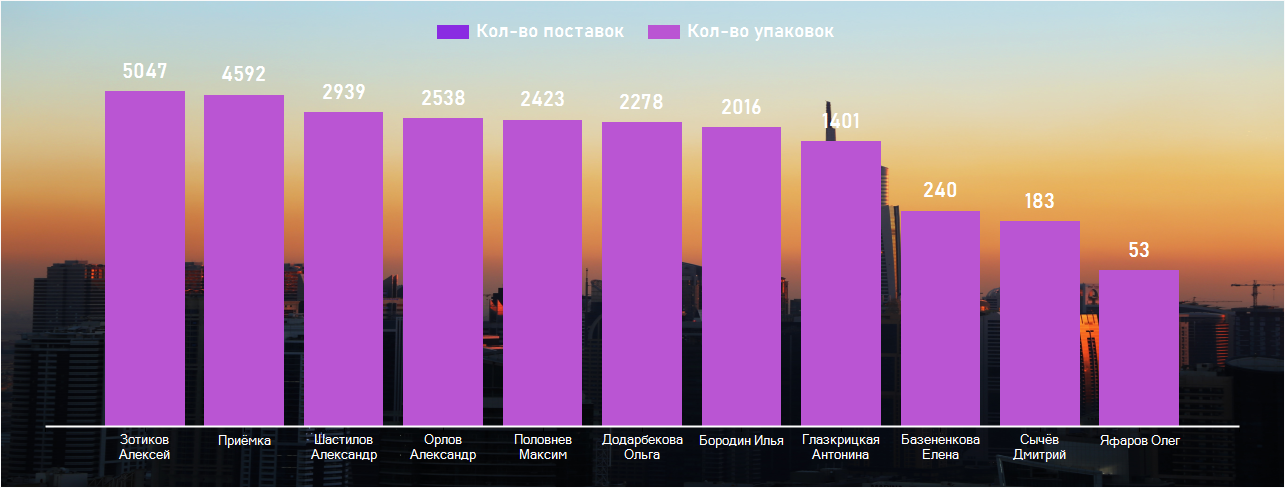 Кол-во поставок Кол-во упаковок
5047 4592 2939 2538 2423 2278 2016 1401 240 183 53
Зотиков Приёмка Шастилов Орлов Половнев Додарбекова Бородин Илья Глазкрицкая Базененкова Сычёв Яфаров Олег
Алексей Александр Александр Максим Ольга Антонина Елена Дмитрий